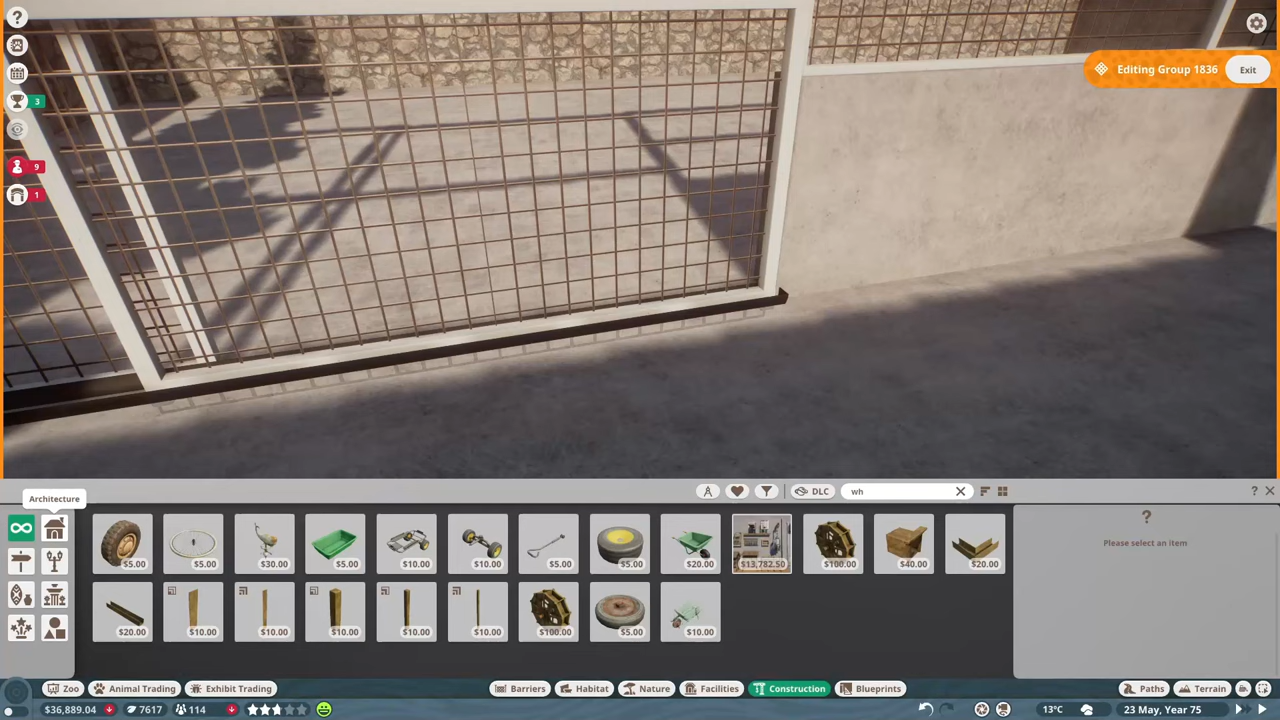 ?
3
9
1
Editing Group 1836
Exit
Architecture
DLC
wh
?
$5.00
$5.00
$30.00
$5.00
$10.00
$10.00
$5.00
$5.00
$20.00
$13,782.50
$100.00
$40.00
$20.00
$20.00
$10.00
$10.00
$10.00
$10.00
$10.00
$100.00
$5.00
$10.00
?
Please select an item
Zoo
Animal Trading
Exhibit Trading
Barriers
Habitat
Nature
Facilities
Construction
Blueprints
Paths
Terrain
$36,889.04
7617
114
13°C
23 May, Year 75